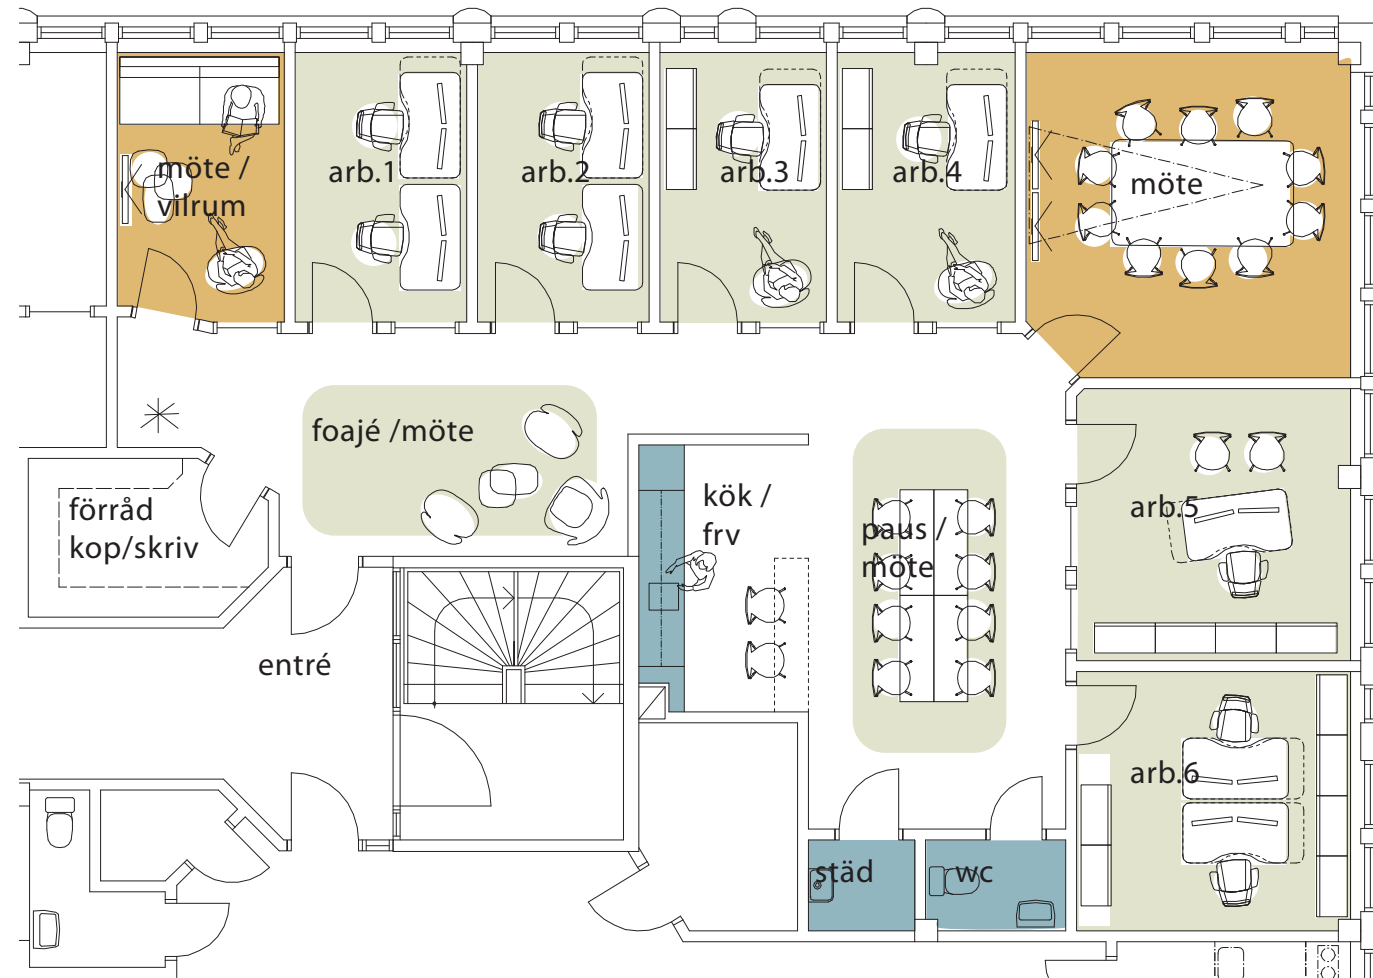 möte /
vilrum
arb.1
arb.2
arb.3
arb.4
möte
foajé /möte
kök /
frv
paus /
möte
arb.5
förråd
kop/skriv
entré
arb.6
städ
wc